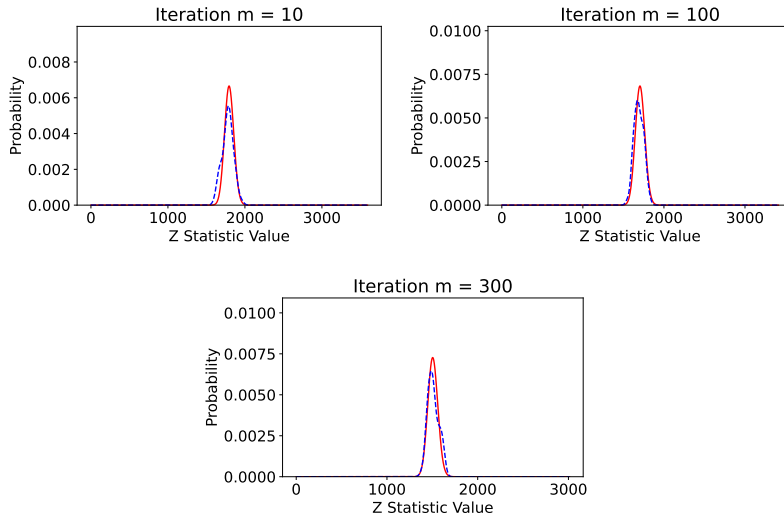 Iteration m = 10
Probability
0.008
0.006
0.004
0.002
0.000
0 1000 2000 3000
Z Statistic Value
Iteration m = 100
Probability
0.0100
0.0075
0.0050
0.0025
0.0000
0 1000 2000 3000
Z Statistic Value
Iteration m = 300
Probability
0.0100
0.0075
0.0050
0.0025
0.0000
0 1000 2000 3000
Z Statistic Value